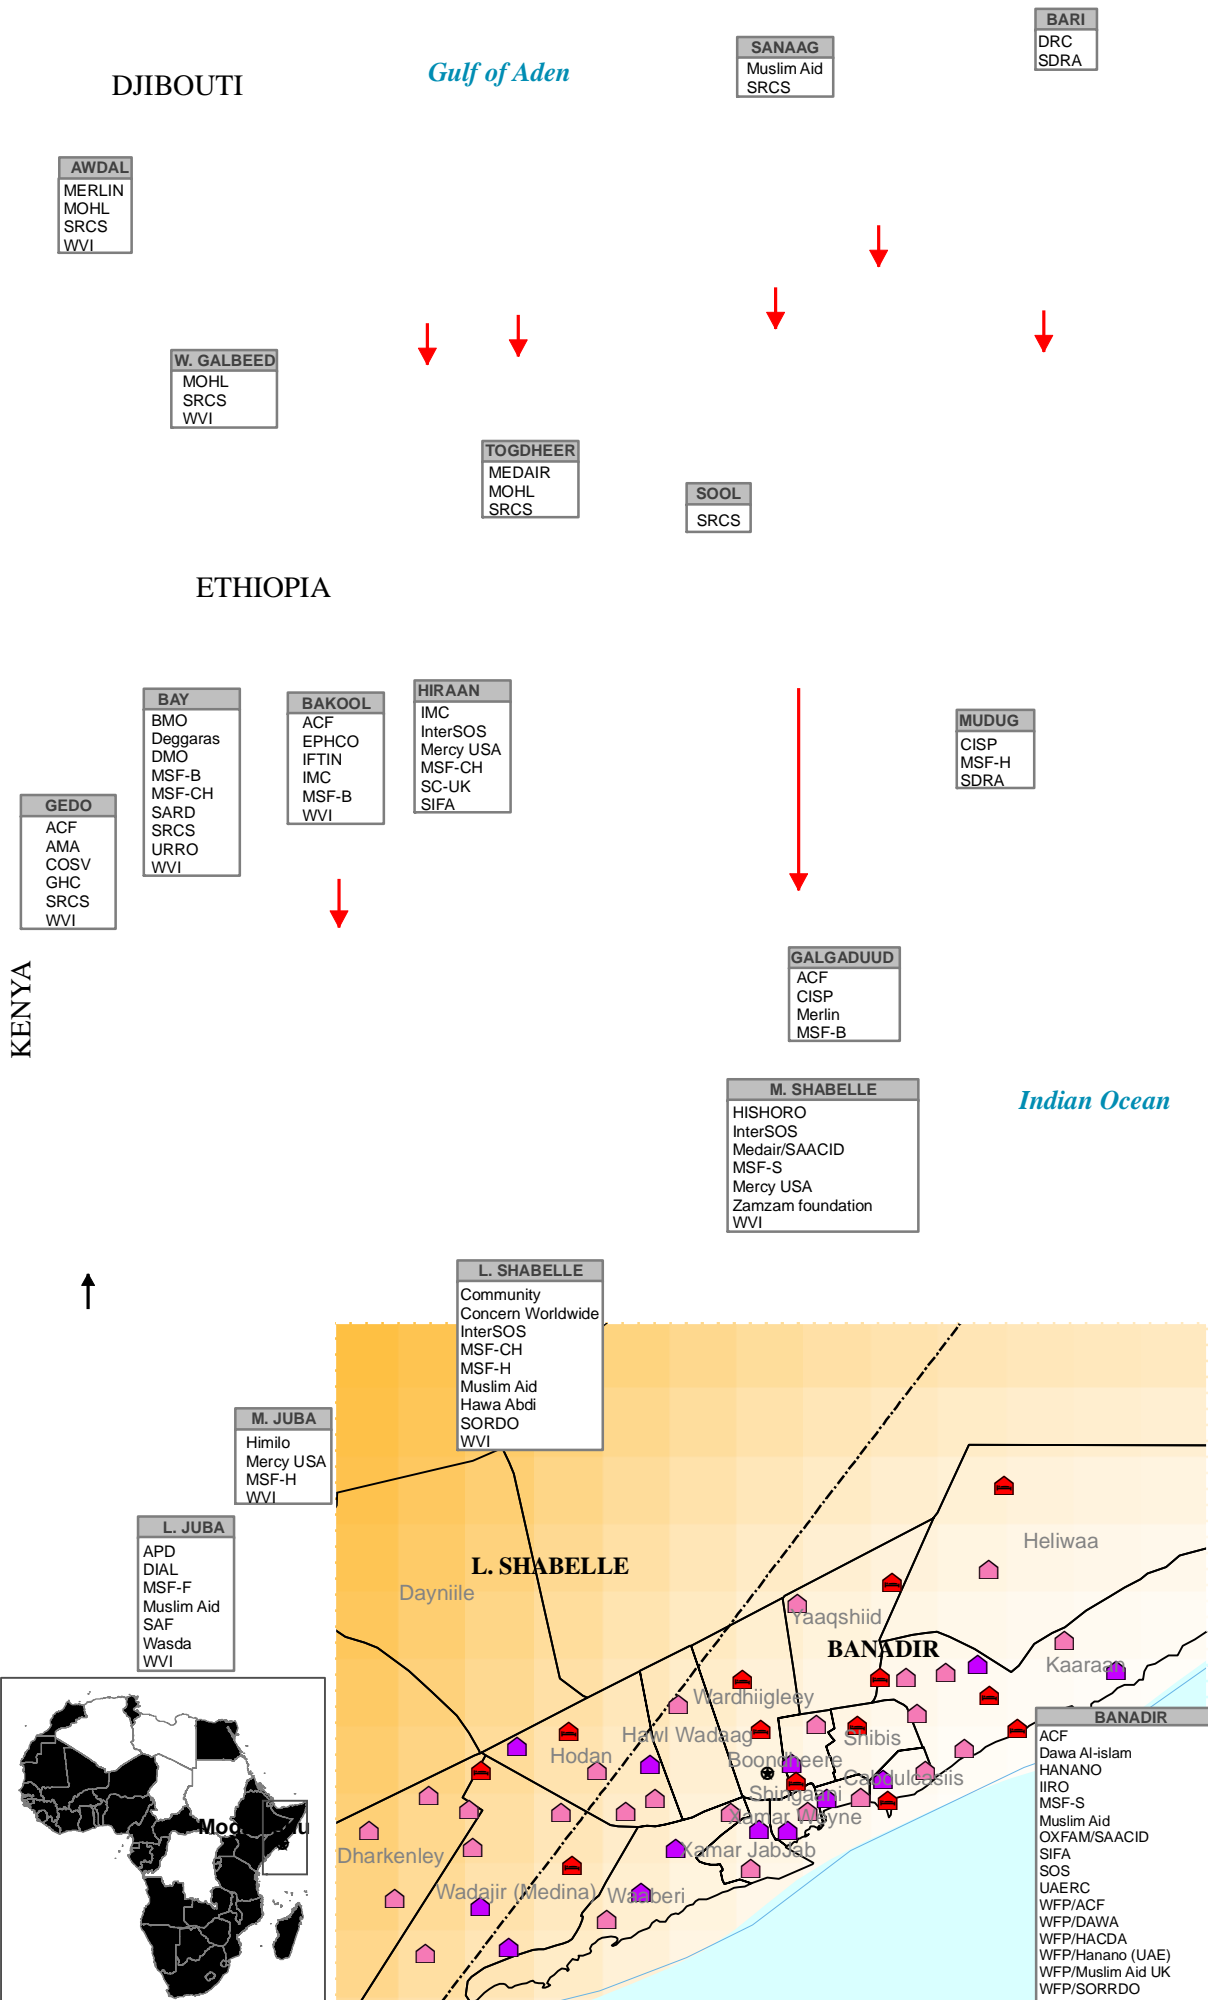 BARI
DRC
SDRA
SANAAG
Muslim Aid
SRCS
Gulf of Aden
DJIBOUTI
AWDAL
MERLIN
MOHL
SRCS
WVI
W. GALBEED
MOHL
SRCS
WVI
TOGDHEER
MEDAIR
MOHL
SRCS
SOOL
SRCS
ETHIOPIA
HIRAAN
IMC
InterSOS
Mercy USA
MSF-CH
SC-UK
SIFA
BAY
BMO
Deggaras
DMO
MSF-B
MSF-CH
SARD
SRCS
URRO
WVI
BAKOOL
ACF
EPHCO
IFTIN
IMC
MSF-B
WVI
MUDUG
CISP
MSF-H
SDRA
GEDO
ACF
AMA
COSV
GHC
SRCS
WVI
KENYA
GALGADUUD
ACF
CISP
Merlin
MSF-B
M. SHABELLE
HISHORO
InterSOS
Medair/SAACID
MSF-S
Mercy USA
Zamzam foundation
WVI
Indian Ocean
L. SHABELLE
Community
Concern Worldwide
InterSOS
MSF-CH
MSF-H
Muslim Aid
Hawa Abdi
SORDO
WVI
M. JUBA
Himilo
Mercy USA
MSF-H
WVI
L. JUBA
APD
DIAL
MSF-F
Muslim Aid
SAF
Wasda
WVI
Heliwaa
L. SHABELLE
Dayniile
Yaaqshiid
BANADIR
Kaaraan
Wardhiigleey
Hawl Wadaag
Shibis
Hodan
Boondheere
Cabdulcasiis
Shingaani
Xamar Weyne
Xamar Jabjab
Dharkenley
Wadajir (Medina)
Waaberi
BANADIR
ACF
Dawa Al-islam
HANANO
IIRO
MSF-S
Muslim Aid
OXFAM/SAACID
SIFA
SOS
UAERC
WFP/ACF
WFP/DAWA
WFP/HACDA
WFP/Hanano (UAE)
WFP/Muslim Aid UK
WFP/SORRDO